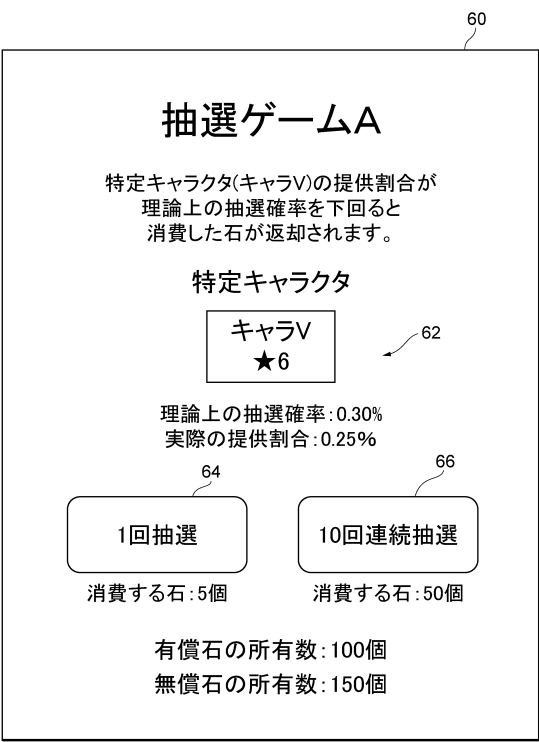 60
抽選ゲームA
特定キャラクタ(キャラV)の提供割合が
理論上の抽選確率を下回ると
消費した石が返却されます。
特定キャラクタ
キャラV
★6
62
理論上の抽選確率:0.30%
実際の提供割合:0.25%
64
66
1回抽選
10回連続抽選
消費する石:5個
消費する石:50個
有償石の所有数:100個
無償石の所有数:150個